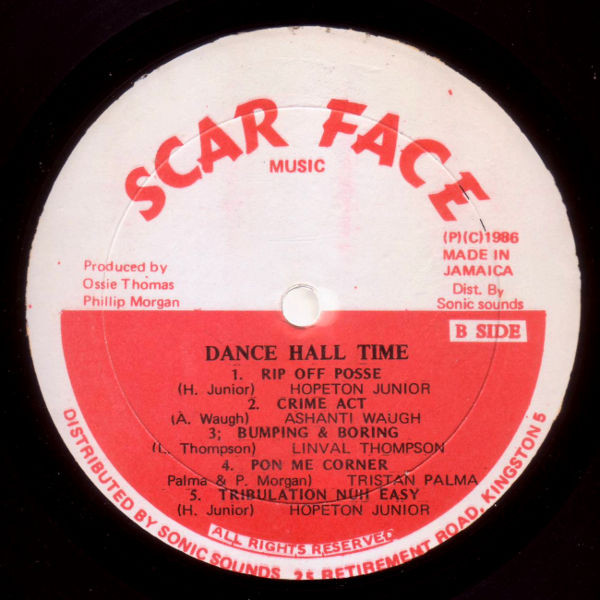 SCAR FACE
MUSIC
Produced by
Ossie Thomas
Phillip Morgan
(P)(C)1986
MADE IN
JAMAICA
Dist. By
Sonic sounds
B SIDE
DANCE HALL TIME
1. RIP OFF POSSE
(H. Junior) HOPETON JUNIOR
2. CRIME ACT
(A. Waugh) ASHANTI WAUGH
3; BUMPING & BORING
(L. Thompson) LINVAL THOMPSON
4. PON ME CORNER
Palma & P. Morgan) TRISTAN PALMA
5. TRIBULATION NUH EASY
(H. Junior) HOPETON JUNIOR
ALL RIGHTS RESERVED
DISTRIBUTED BY SONIC SOUNDS 25 RETIREMENT ROAD, KINGSTON 5